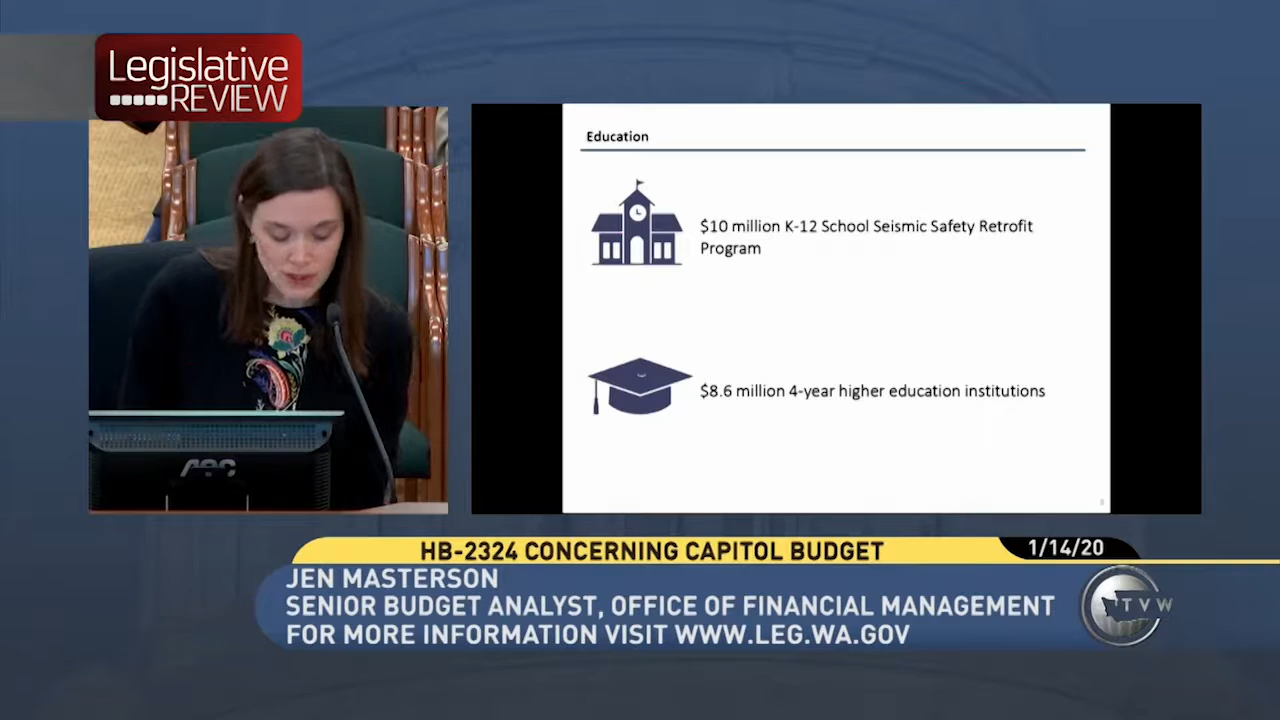 Legislative
REVIEW
Education
$10 million K-12 School Seismic Safety Retrofit
Program
$8.6 million 4-year higher education institutions
8
AOC
HB-2324 CONCERNING CAPITOL BUDGET
1/14/20
JEN MASTERSON
SENIOR BUDGET ANALYST, OFFICE OF FINANCIAL MANAGEMENT
FOR MORE INFORMATION VISIT WWW.LEG.WA.GOV
TVW